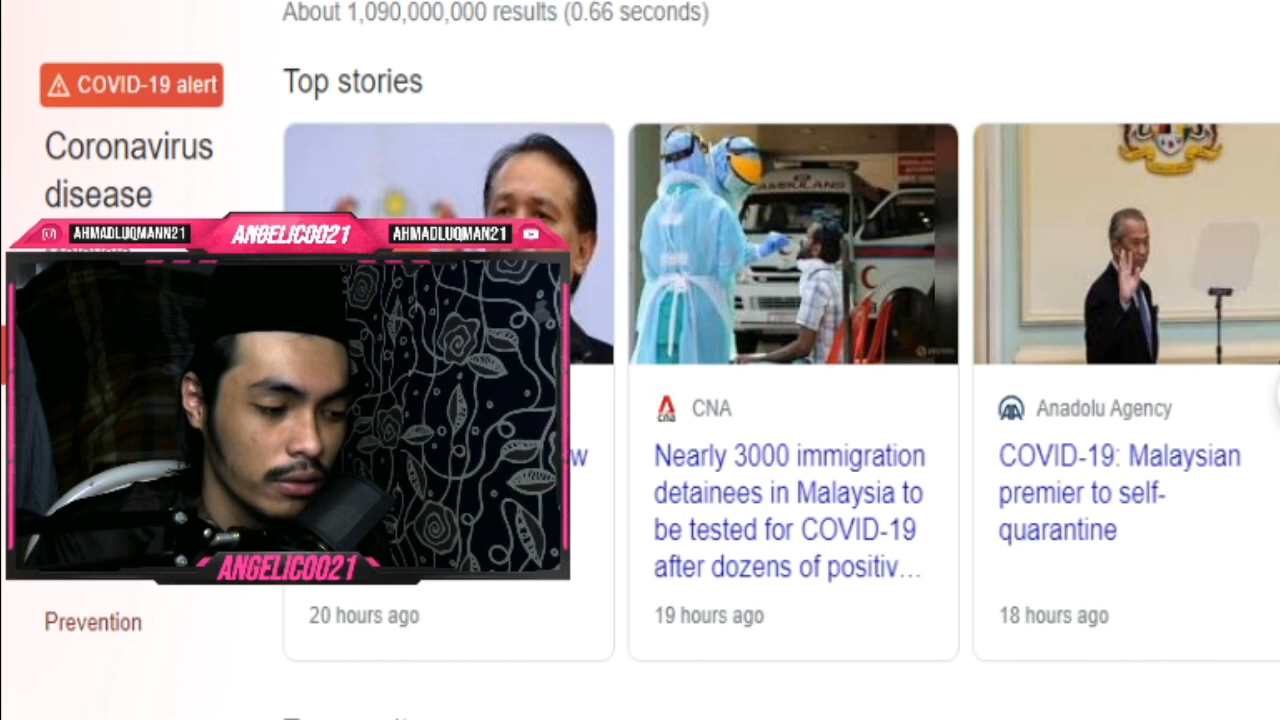 About 1,090,000,000 results (0.66 seconds)
COVID-19 alert
Top stories
Coronavirus
disease
AHMADLUQMANN21
ANGELICO021
AHMADLUQMAN21
AMBULANS
CNA
Anadolu Agency
w
Nearly 3000 immigration
detainees in Malaysia to
be tested for COVID-19
after dozens of positiv...
COVID-19: Malaysian
premier to self-
quarantine
ANGELICO021
20 hours ago
19 hours ago
18 hours ago
Prevention